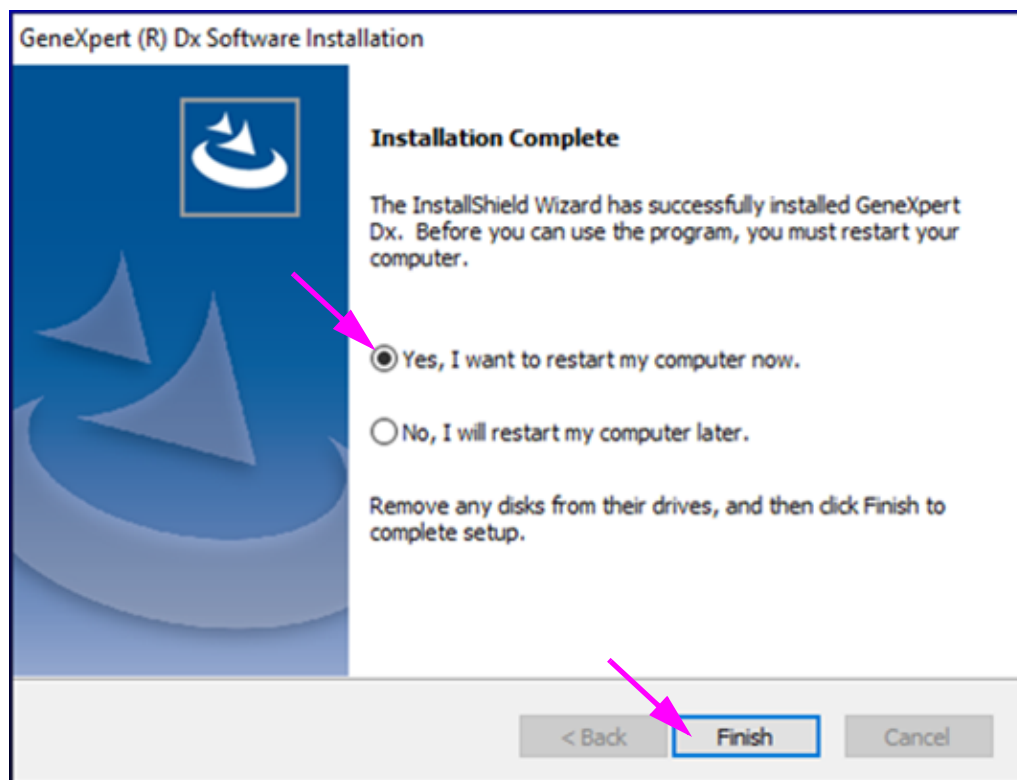 GeneXpert (R) Dx Software Installation
Installation Complete
The InstallShield Wizard has successfully installed GeneXpert
Dx.  Before you can use the program, you must restart your
computer.
Yes, I want to restart my computer now.
No, I will restart my computer later.
Remove any disks from their drives, and then click Finish to
complete setup.
< Back
Finish
Cancel